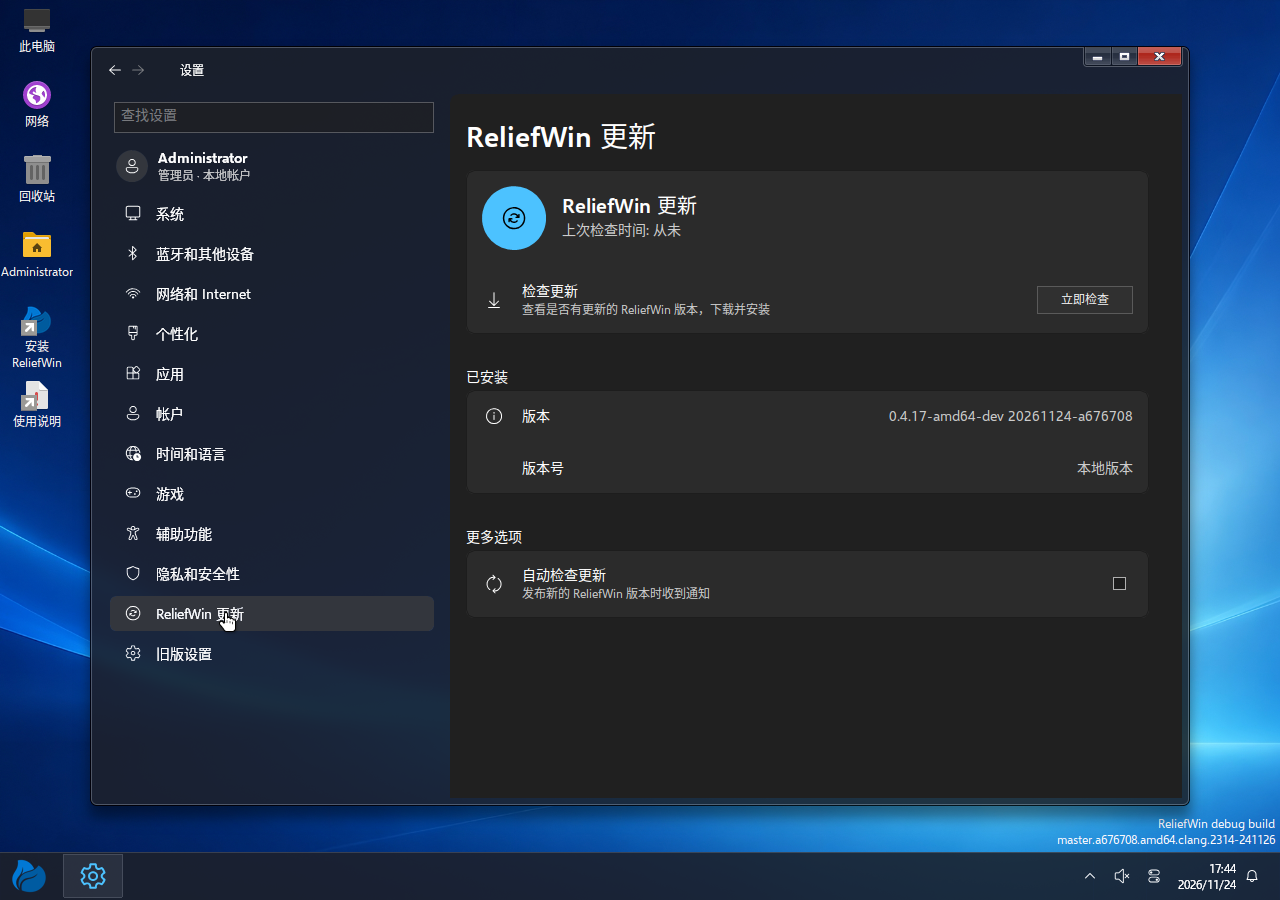 此电脑
网络
回收站
Administrator
安装
ReliefWin
使用说明
设置
查找设置
Administrator
管理员 · 本地帐户
系统
蓝牙和其他设备
网络和 Internet
个性化
应用
帐户
时间和语言
游戏
辅助功能
隐私和安全性
ReliefWin 更新
旧版设置
ReliefWin 更新
ReliefWin 更新
上次检查时间: 从未
检查更新
查看是否有更新的 ReliefWin 版本，下载并安装
立即检查
已安装
版本
0.4.17-amd64-dev 20261124-a676708
版本号
本地版本
更多选项
自动检查更新
发布新的 ReliefWin 版本时收到通知
ReliefWin debug build
master.a676708.amd64.clang.2314-241126
17:44
2026/11/24